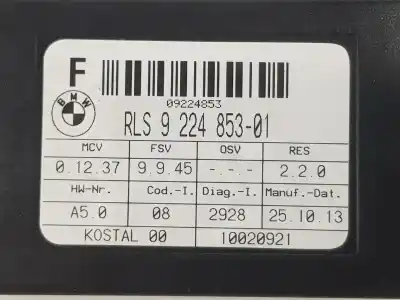 F
09224853
BMW
RLS 9 224 853-01
MCV FSV OSV RES
0.12.37 9.9.45 -.-.- 2.2.0
HW-Nr. Cod.-I. Diag.-I. Manuf.-Dat.
A5.0 08 2928 25.10.13
KOSTAL 00 10020921